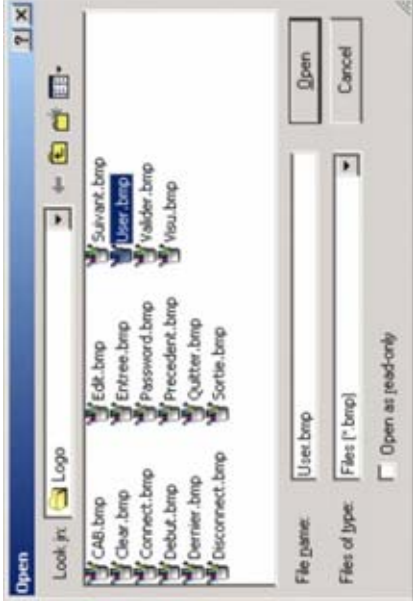 Open
Look in: Logo
CAB.bmp
Clear.bmp
Connect.bmp
Debut.bmp
Dernier.bmp
Disconnect.bmp
Edit.bmp
Entree.bmp
Password.bmp
Precedent.bmp
Quitter.bmp
Sortie.bmp
Suivant.bmp
User.bmp
Valider.bmp
Visu.bmp
File name: User.bmp
Open
Files of type: Files (*.bmp)
Cancel
Open as read-only